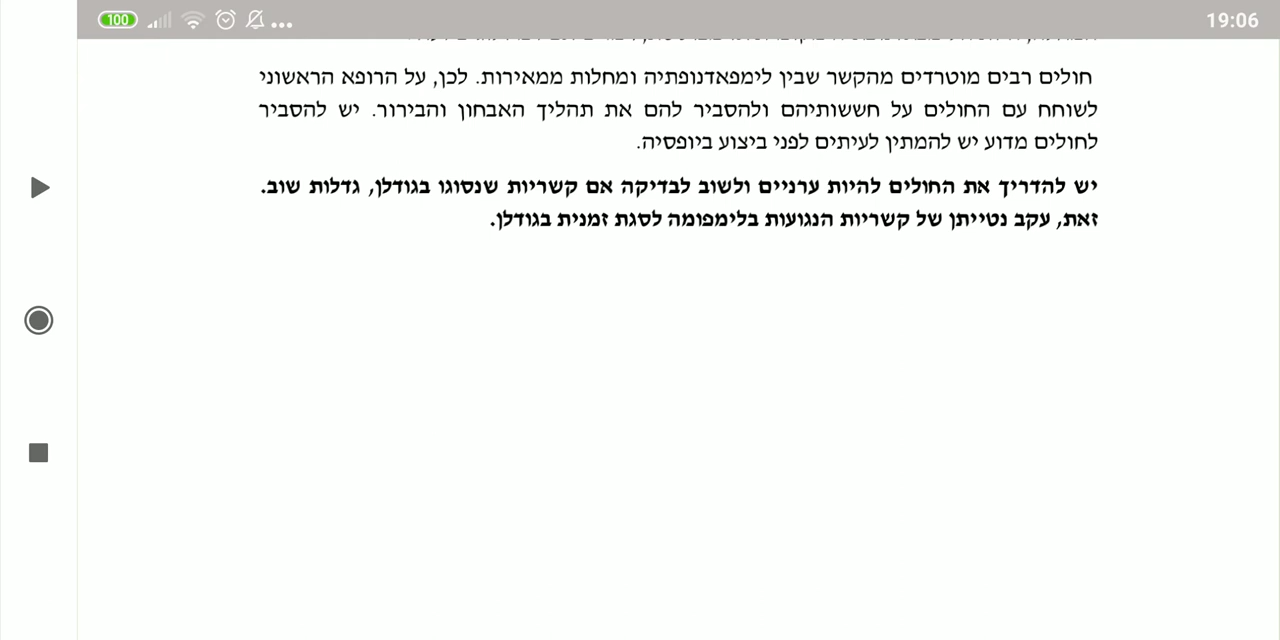 100
19:06
חולים רבים מוטרדים מהקשר שבין לימפאדנופתיה ומחלות ממאירות. לכן, על הרופא הראשוני
לשוחח עם החולים על חששותיהם ולהסביר להם את תהליך האבחון והבירור. יש להסביר
לחולים מדוע יש להמתין לעיתים לפני ביצוע ביופסיה.
יש להדריך את החולים להיות ערניים ולשוב לבדיקה אם קשריות שנסוגו בגודלן, גדלות שוב.
זאת, עקב נטייתן של קשריות הנגועות בלימפומה לסגת זמנית בגודלן.